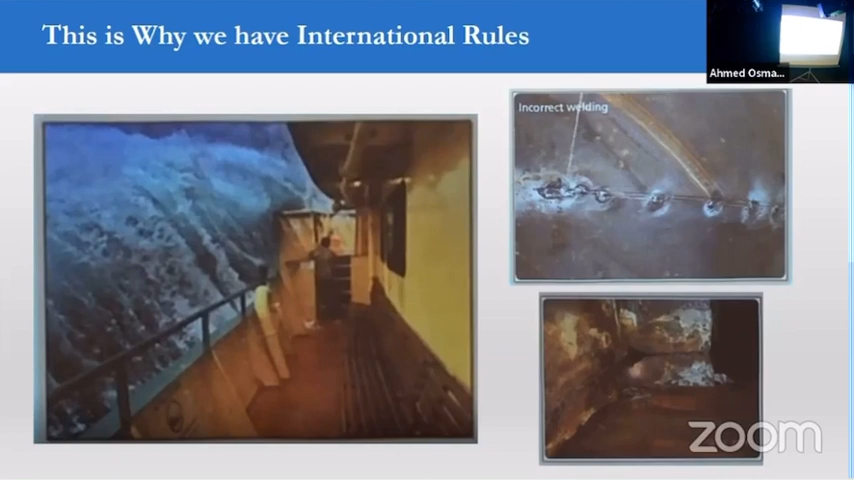 This is Why we have International Rules
Ahmed Osma...
Incorrect welding
zoom